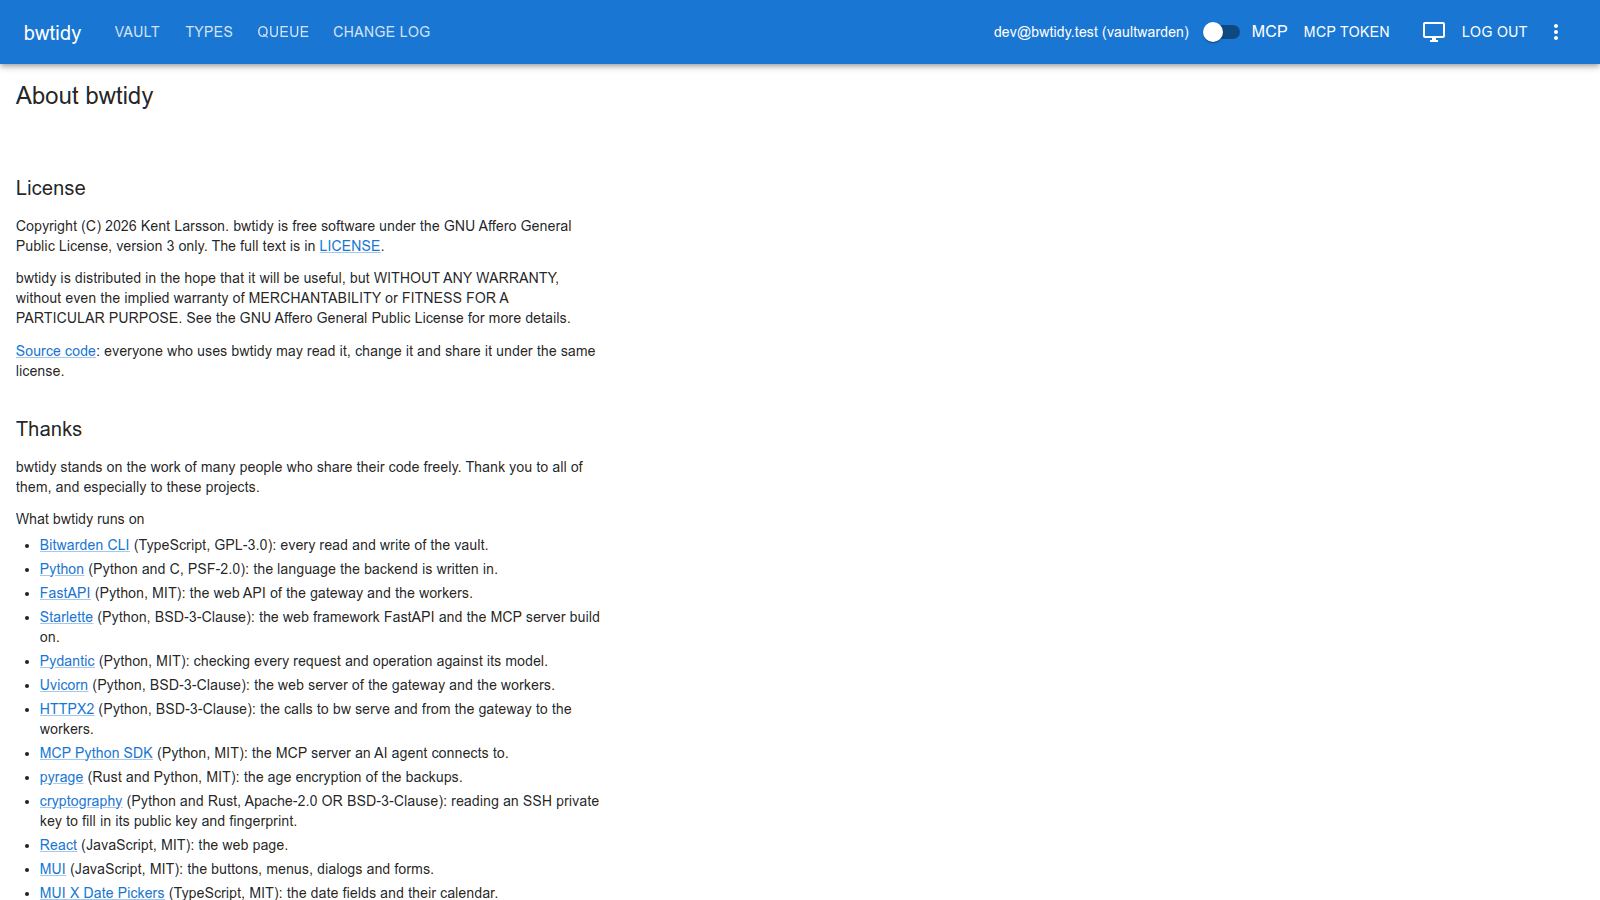 bwtidy VAULT TYPES QUEUE CHANGE LOG dev@bwtidy.test (vaultwarden) MCP MCP TOKEN LOG OUT
About bwtidy
License
Copyright (C) 2026 Kent Larsson. bwtidy is free software under the GNU Affero General
Public License, version 3 only. The full text is in LICENSE.
bwtidy is distributed in the hope that it will be useful, but WITHOUT ANY WARRANTY,
without even the implied warranty of MERCHANTABILITY or FITNESS FOR A
PARTICULAR PURPOSE. See the GNU Affero General Public License for more details.
Source code: everyone who uses bwtidy may read it, change it and share it under the same
license.
Thanks
bwtidy stands on the work of many people who share their code freely. Thank you to all of
them, and especially to these projects.
What bwtidy runs on
• Bitwarden CLI (TypeScript, GPL-3.0): every read and write of the vault.
• Python (Python and C, PSF-2.0): the language the backend is written in.
• FastAPI (Python, MIT): the web API of the gateway and the workers.
• Starlette (Python, BSD-3-Clause): the web framework FastAPI and the MCP server build
on.
• Pydantic (Python, MIT): checking every request and operation against its model.
• Uvicorn (Python, BSD-3-Clause): the web server of the gateway and the workers.
• HTTPX2 (Python, BSD-3-Clause): the calls to bw serve and from the gateway to the
workers.
• MCP Python SDK (Python, MIT): the MCP server an AI agent connects to.
• pyrage (Rust and Python, MIT): the age encryption of the backups.
• cryptography (Python and Rust, Apache-2.0 OR BSD-3-Clause): reading an SSH private
key to fill in its public key and fingerprint.
• React (JavaScript, MIT): the web page.
• MUI (JavaScript, MIT): the buttons, menus, dialogs and forms.
• MUI X Date Pickers (TypeScript, MIT): the date fields and their calendar.